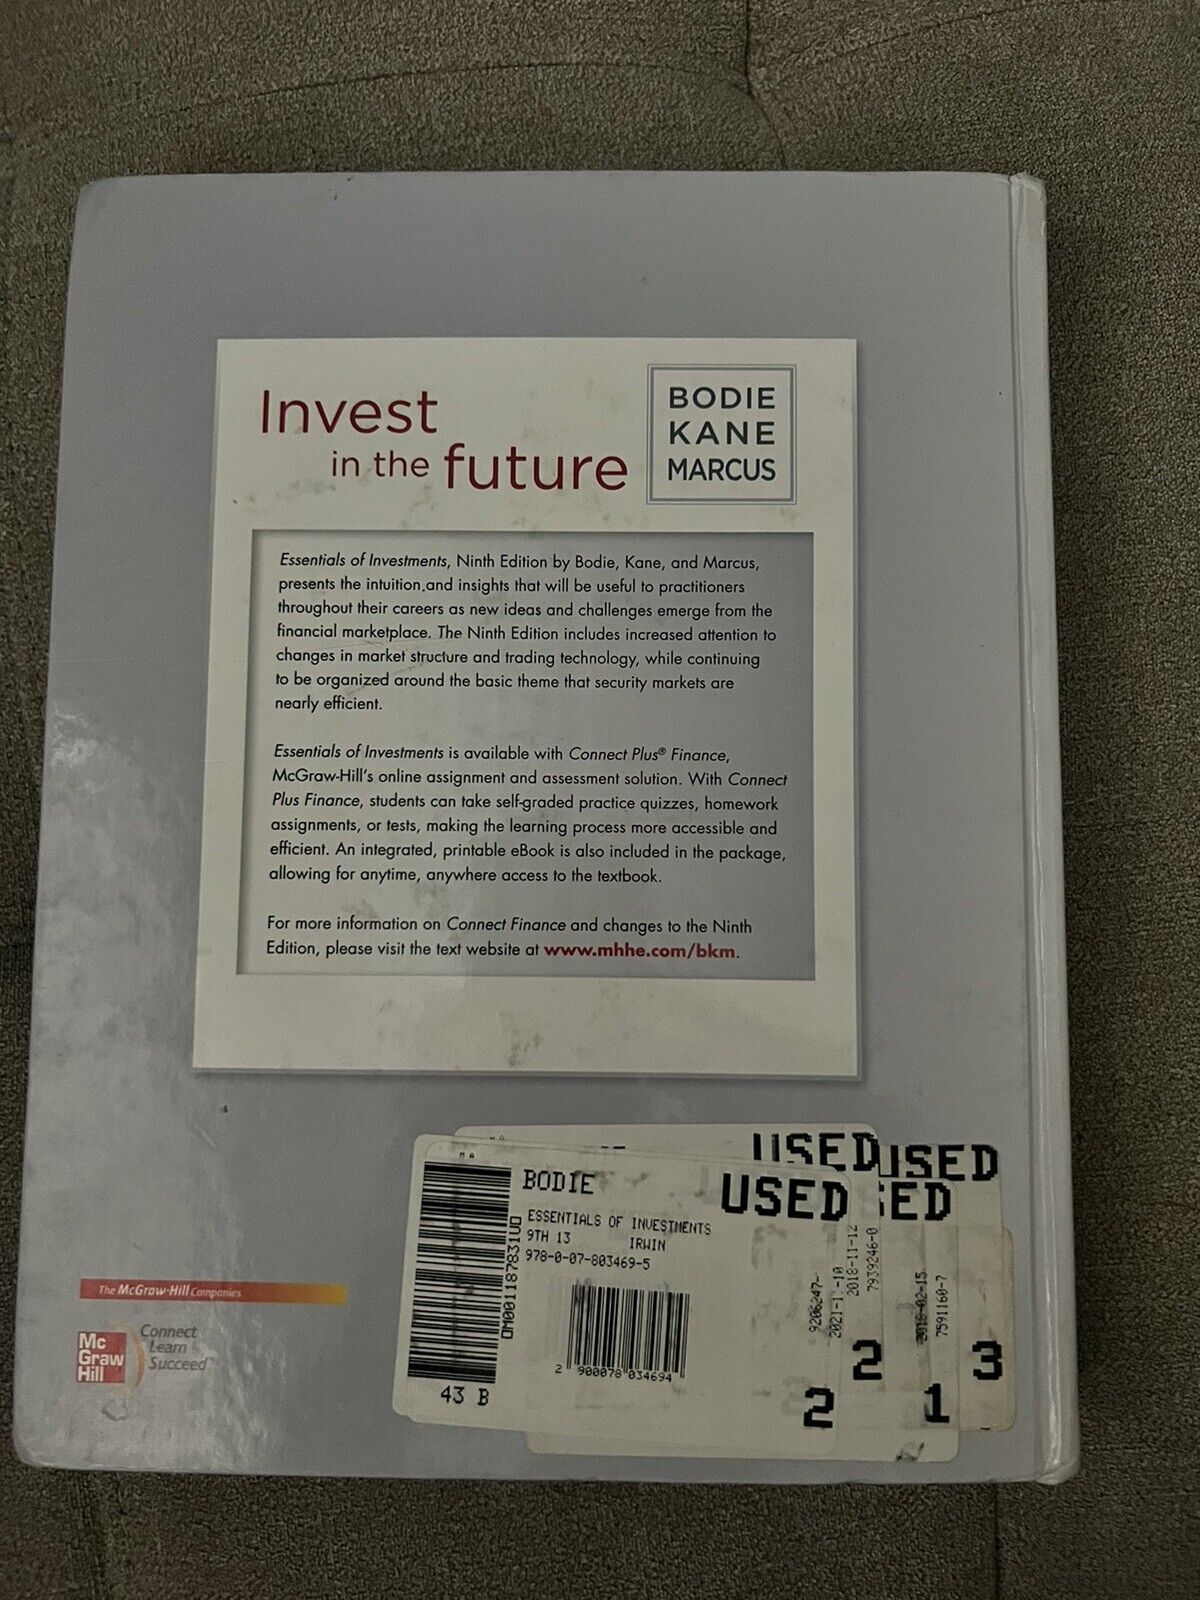 Invest
in the future
BODIE
KANE
MARCUS
Essentials of Investments, Ninth Edition by Bodie, Kane, and Marcus,
presents the intuition and insights that will be useful to practitioners
throughout their careers as new ideas and challenges emerge from the
financial marketplace. The Ninth Edition includes increased attention to
changes in market structure and trading technology, while continuing
to be organized around the basic theme that security markets are
nearly efficient.
Essentials of Investments is available with Connect Plus® Finance,
McGraw-Hill's online assignment and assessment solution. With Connect
Plus Finance, students can take self-graded practice quizzes, homework
assignments, or tests, making the learning process more accessible and
efficient. An integrated, printable eBook is also included in the package,
allowing for anytime, anywhere access to the textbook.
For more information on Connect Finance and changes to the Ninth
Edition, please visit the text website at www.mhhe.com/bkm.
The McGraw·Hill Companies
Mc
Graw
Hill
Connect
Learn
Succeed™
USED
USED
USED
SED
M A
BODIE
ESSENTIALS OF INVESTMENTS
9TH 13 IRWIN
978-0-07-803469-5
2 900078 034694
43 B
2018-11-12
7939246-0
7591160-7
2
2
1
3